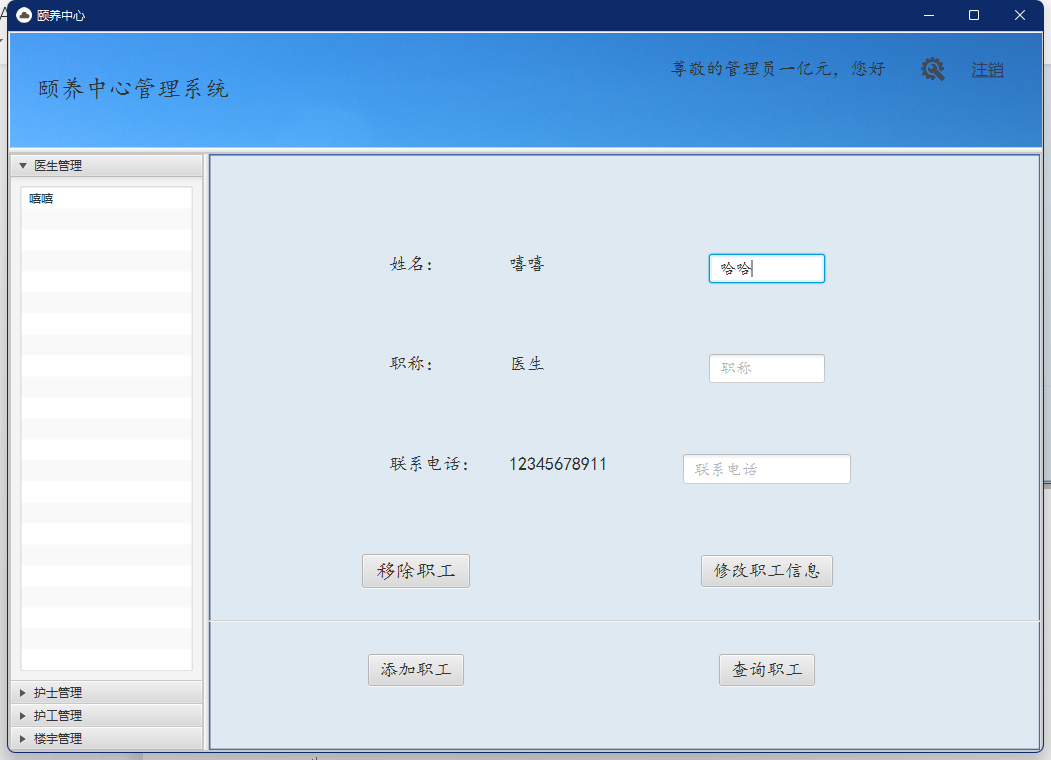 颐养中心
颐养中心管理系统
尊敬的管理员一亿元，您好
注销
医生管理
嘻嘻
姓名：
嘻嘻
哈哈
职称：
医生
职称
联系电话：
12345678911
联系电话
移除职工
修改职工信息
添加职工
查询职工
护士管理
护工管理
楼宇管理